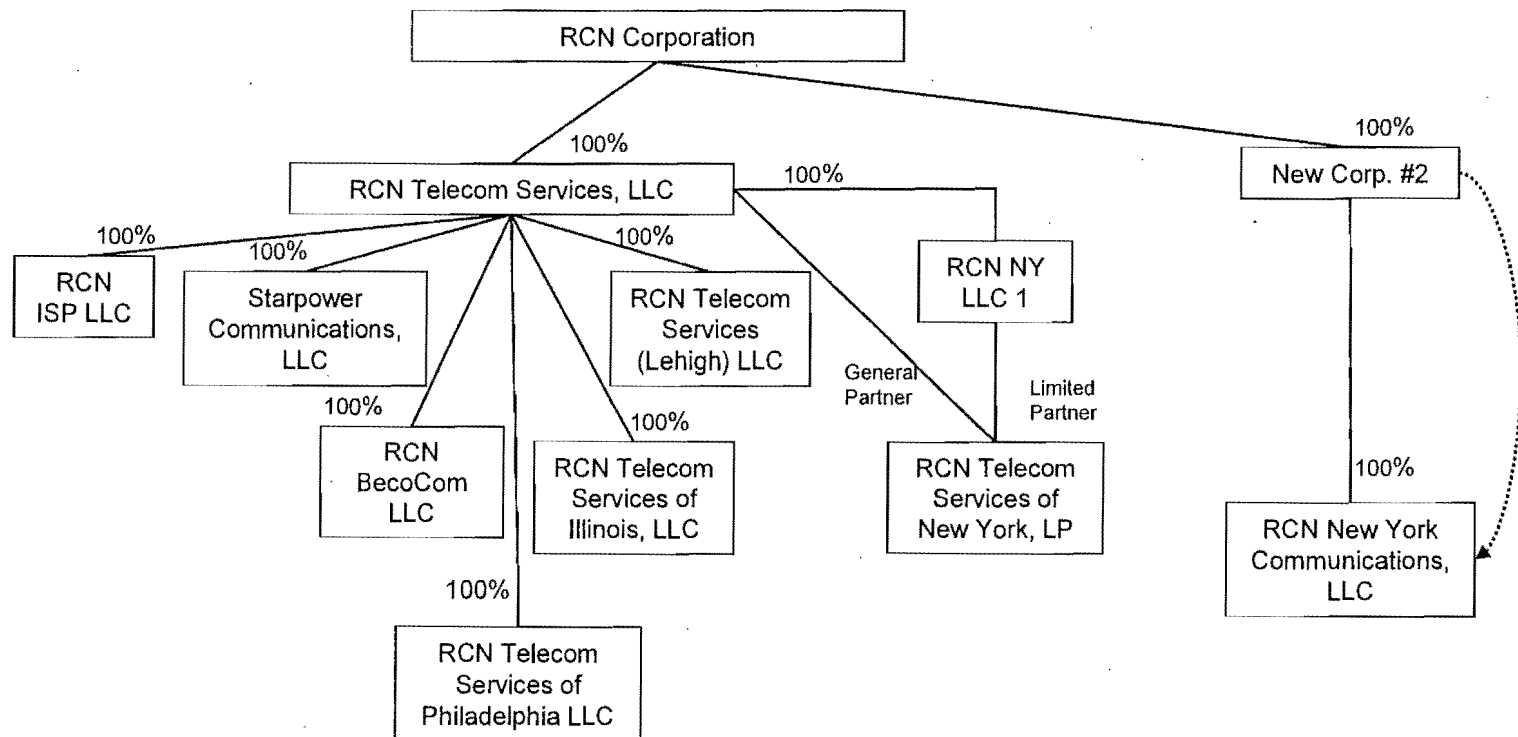 RCN Corporation
100%
100%
RCN Telecom Services, LLC
100%
New Corp. #2
100%
100%
100%
RCN
ISP LLC
Starpower
Communications,
LLC
RCN Telecom
Services
(Lehigh) LLC
RCN NY
LLC 1
General
Partner
Limited
Partner
100%
100%
100%
RCN
BecoCom
LLC
RCN Telecom
Services of
Illinois, LLC
RCN Telecom
Services of
New York, LP
RCN New York
Communications,
LLC
100%
RCN Telecom
Services of
Philadelphia LLC